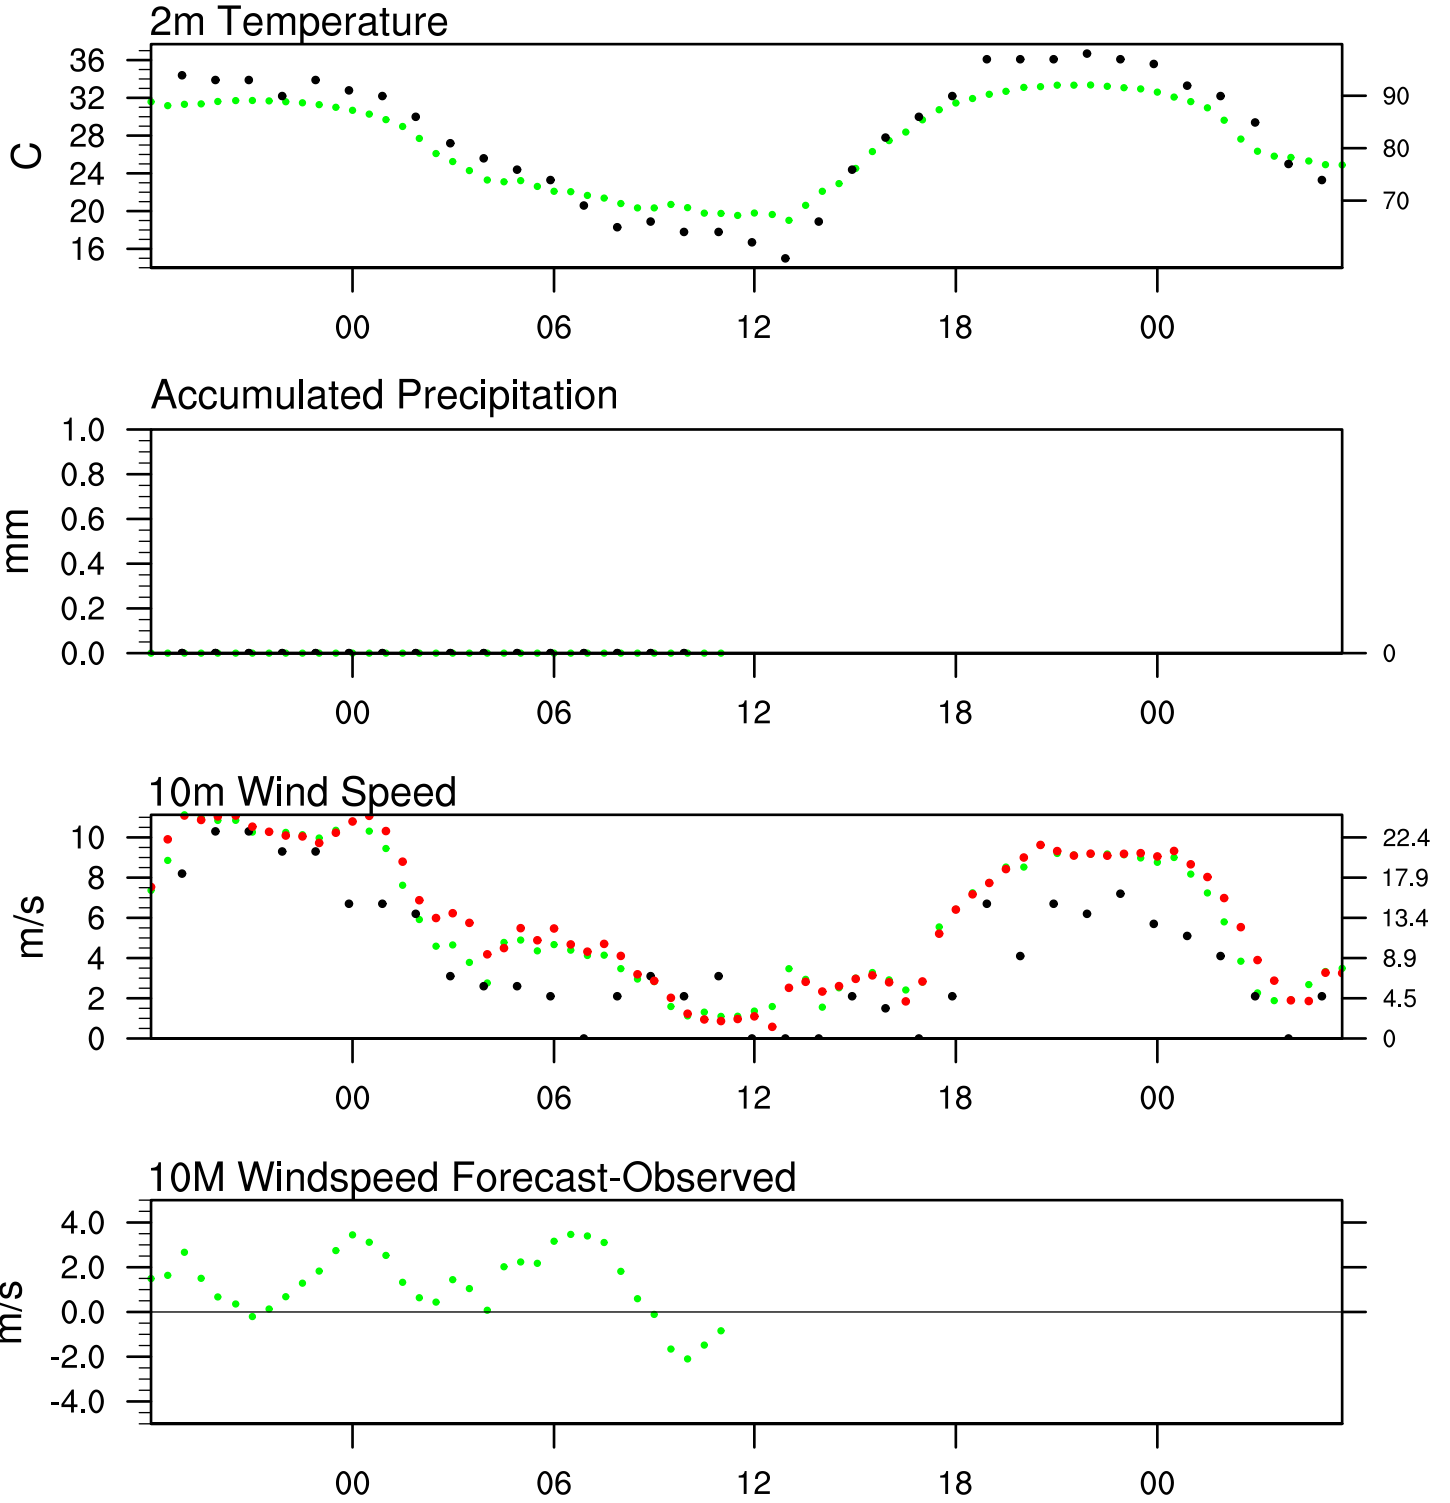 2m Temperature
36
32
28
24
20
16
C
90
80
70
00 06 12 18 00
Accumulated Precipitation
1.0
0.8
0.6
0.4
0.2
0.0
mm
0
00 06 12 18 00
10m Wind Speed
10
8
6
4
2
0
m/s
22.4
17.9
13.4
8.9
4.5
0
00 06 12 18 00
10M Windspeed Forecast-Observed
4.0
2.0
0.0
-2.0
-4.0
m/s
00 06 12 18 00